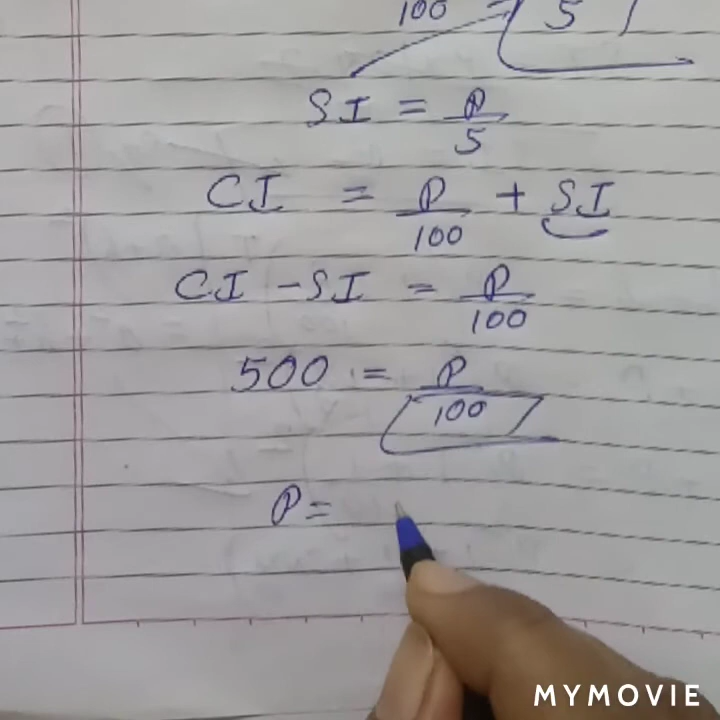 100 = 5
SI = P/5
CI = P/100 + SI
CI - SI = P/100
500 = P/100
P =
MYMOVIE